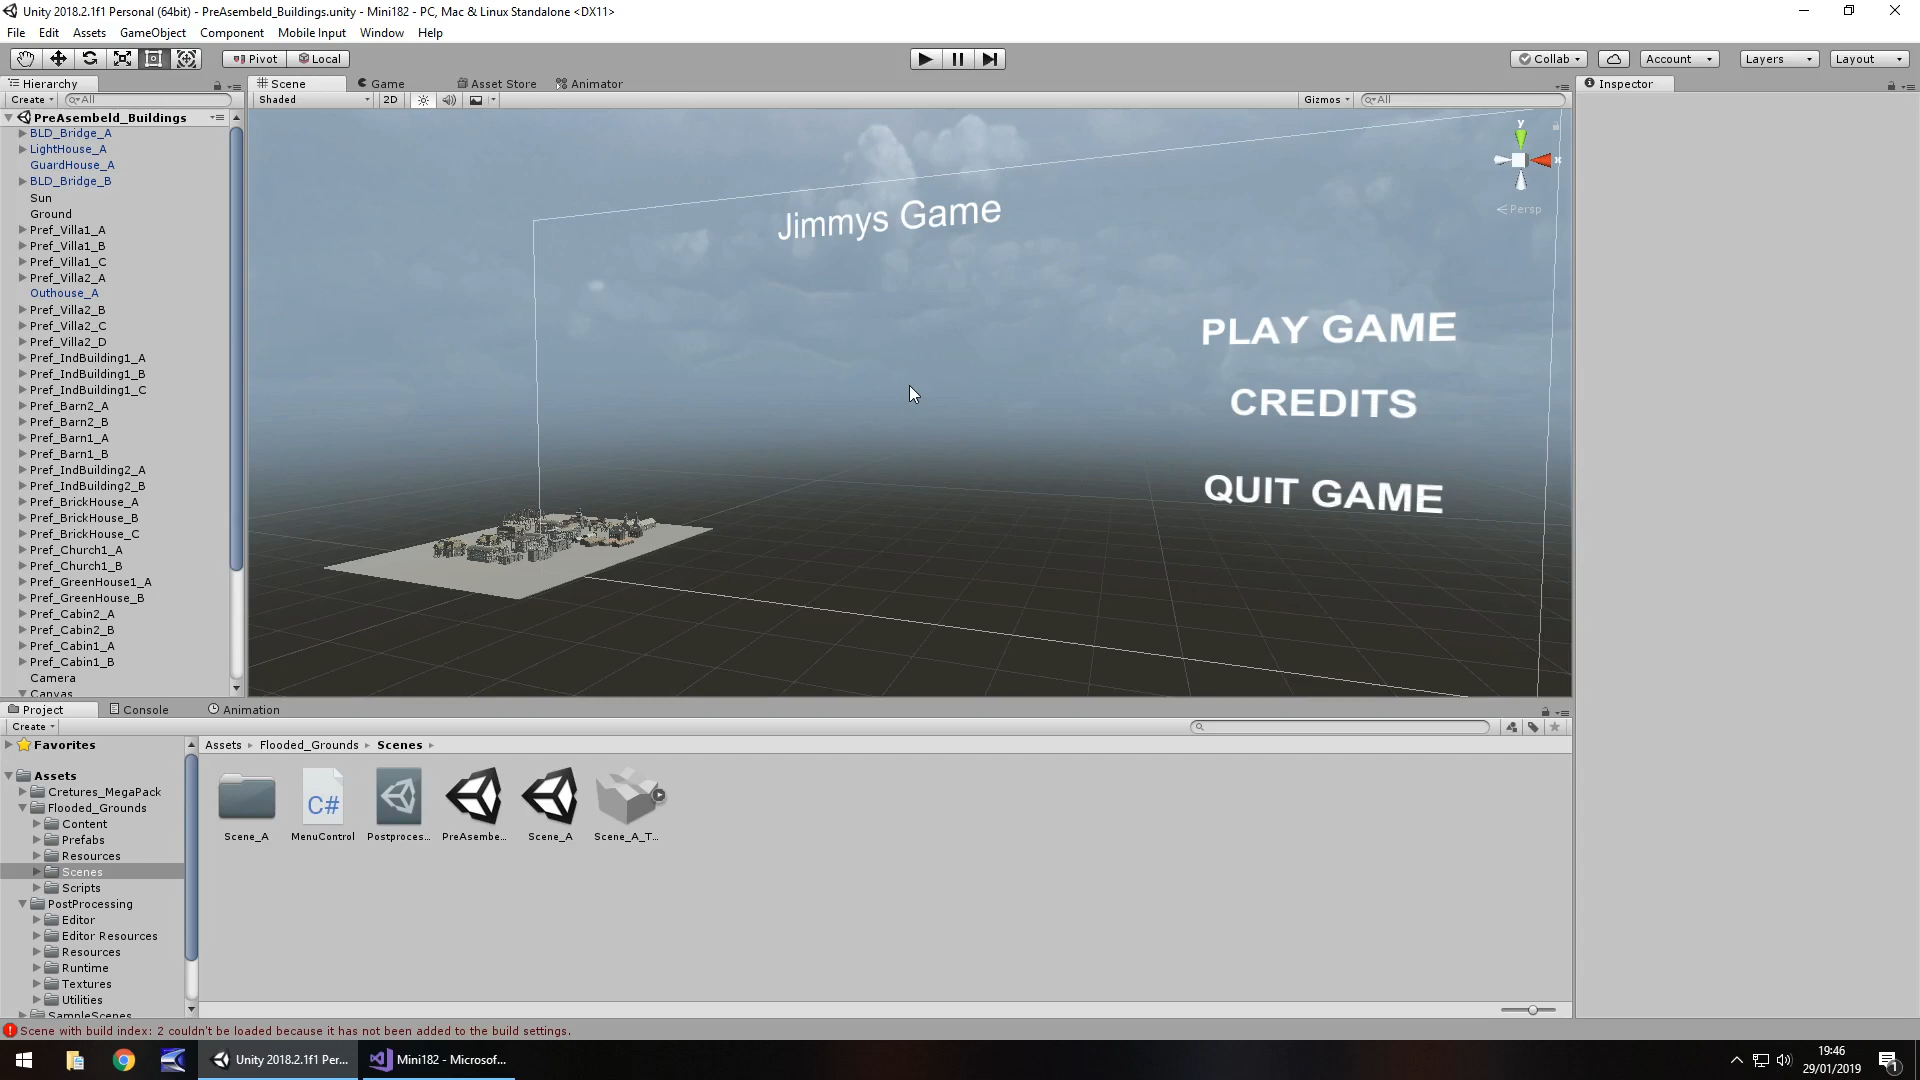 Unity 2018.2.1f1 Personal (64bit) - PreAsembeld_Buildings.unity - Mini182 - PC, Mac & Linux Standalone <DX11>
File Edit Assets GameObject Component Mobile Input Window Help
Pivot Local Collab Account Layers Layout
Hierarchy Scene Game Asset Store Animator Inspector
Create All Shaded 2D Gizmos All
PreAsembeld_Buildings
BLD_Bridge_A
LightHouse_A
GuardHouse_A
BLD_Bridge_B
Sun
Ground
Pref_Villa1_A
Pref_Villa1_B
Pref_Villa1_C
Pref_Villa2_A
Outhouse_A
Pref_Villa2_B
Pref_Villa2_C
Pref_Villa2_D
Pref_IndBuilding1_A
Pref_IndBuilding1_B
Pref_IndBuilding1_C
Pref_Barn2_A
Pref_Barn2_B
Pref_Barn1_A
Pref_Barn1_B
Pref_IndBuilding2_A
Pref_IndBuilding2_B
Pref_BrickHouse_A
Pref_BrickHouse_B
Pref_BrickHouse_C
Pref_Church1_A
Pref_Church1_B
Pref_GreenHouse1_A
Pref_GreenHouse_B
Pref_Cabin2_A
Pref_Cabin2_B
Pref_Cabin1_A
Pref_Cabin1_B
Camera
Canvas
y
x
Persp
Jimmys Game
PLAY GAME
CREDITS
QUIT GAME
Project Console Animation
Create
Favorites
Assets
Cretures_MegaPack
Flooded_Grounds
Content
Prefabs
Resources
Scenes
Scripts
PostProcessing
Editor
Editor Resources
Resources
Runtime
Textures
Utilities
SampleScenes
Assets Flooded_Grounds Scenes
C#
Scene_A MenuControl Postproces... PreAsembe... Scene_A Scene_A_T...
Scene with build index: 2 couldn't be loaded because it has not been added to the build settings.
Unity 2018.2.1f1 Per... Mini182 - Microsof...
19:46
29/01/2019
1